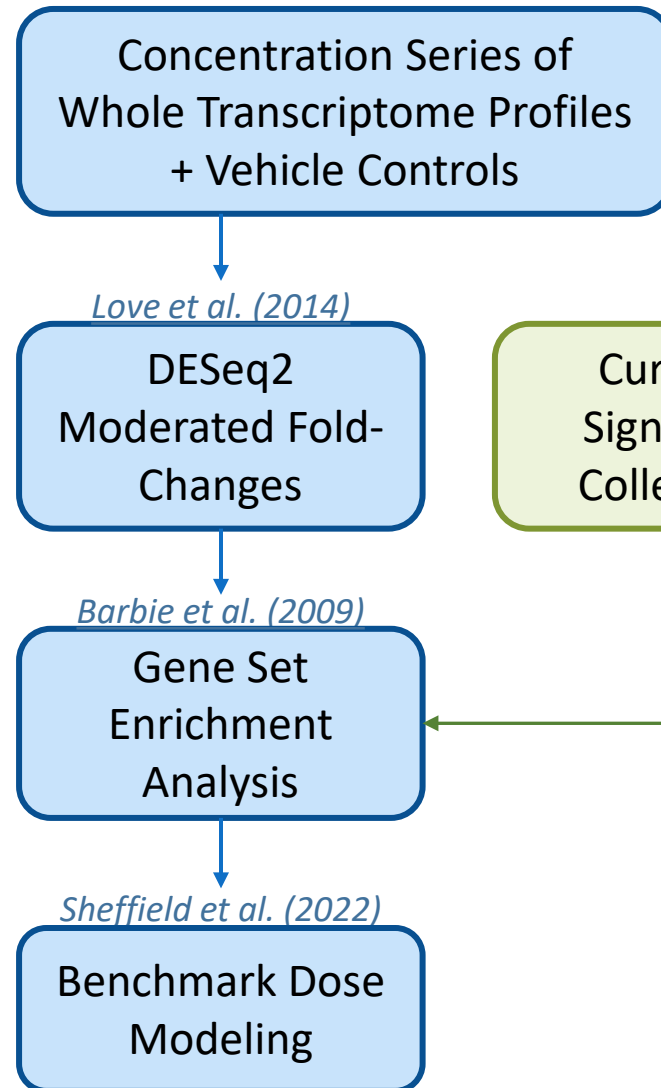 Concentration Series of
Whole Transcriptome Profiles
+ Vehicle Controls
Love et al. (2014)
DESeq2
Moderated Fold-
Changes
Barbie et al. (2009)
Gene Set
Enrichment
Analysis
Sheffield et al. (2022)
Benchmark Dose
Modeling